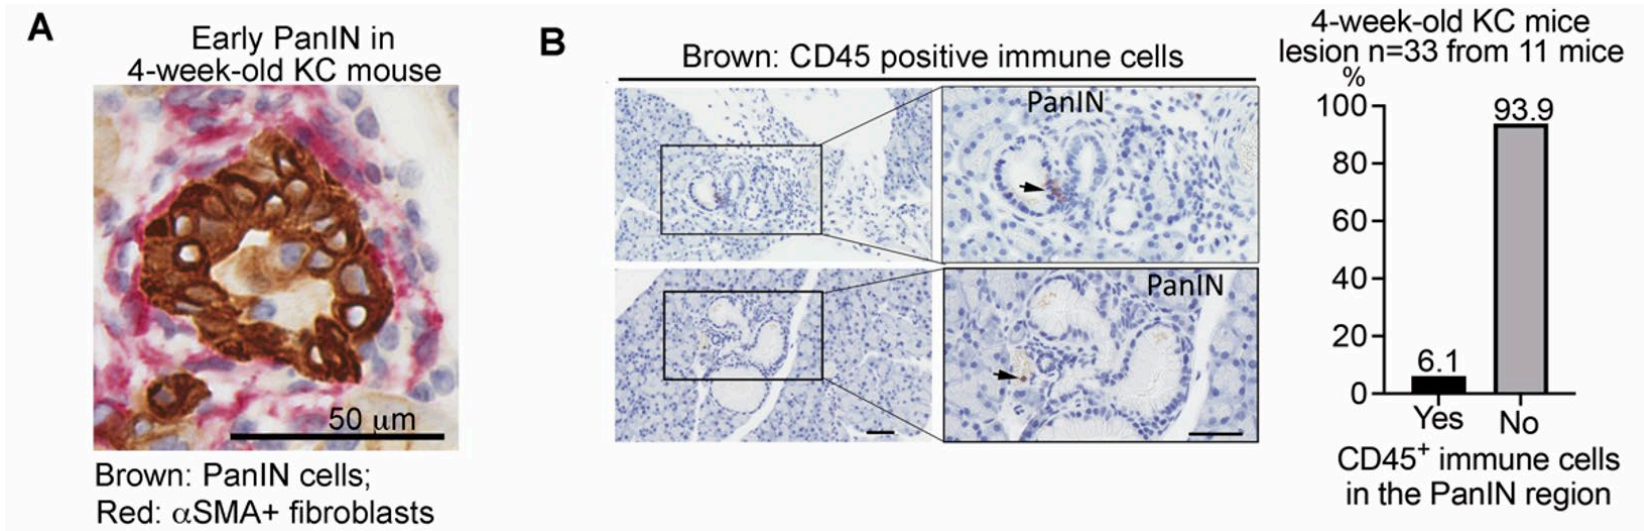 A
Early PanIN in
4-week-old KC mouse
50 μm
Brown: PanIN cells;
Red: αSMA+ fibroblasts
B
Brown: CD45 positive immune cells
PanIN
PanIN
4-week-old KC mice
lesion n=33 from 11 mice
%
100
80
60
40
20
0
6.1
93.9
Yes
No
CD45⁺ immune cells
in the PanIN region